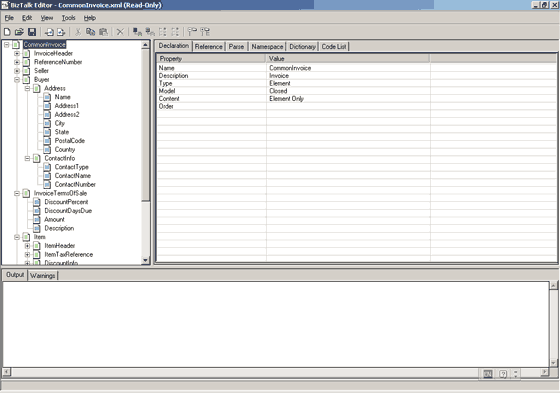 BizTalk Editor - CommonInvoice.xml (Read-Only)
File Edit View Tools Help
CommonInvoice
InvoiceHeader
ReferenceNumber
Seller
Buyer
Address
Name
Address1
Address2
City
State
PostalCode
Country
ContactInfo
ContactType
ContactName
ContactNumber
InvoiceTermsOfSale
DiscountPercent
DiscountDaysDue
Amount
Description
Item
ItemHeader
ItemTaxReference
DiscountInfo
Declaration Reference Parse Namespace Dictionary Code List
Property Value
Name CommonInvoice
Description Invoice
Type Element
Model Closed
Content Element Only
Order
Output Warnings